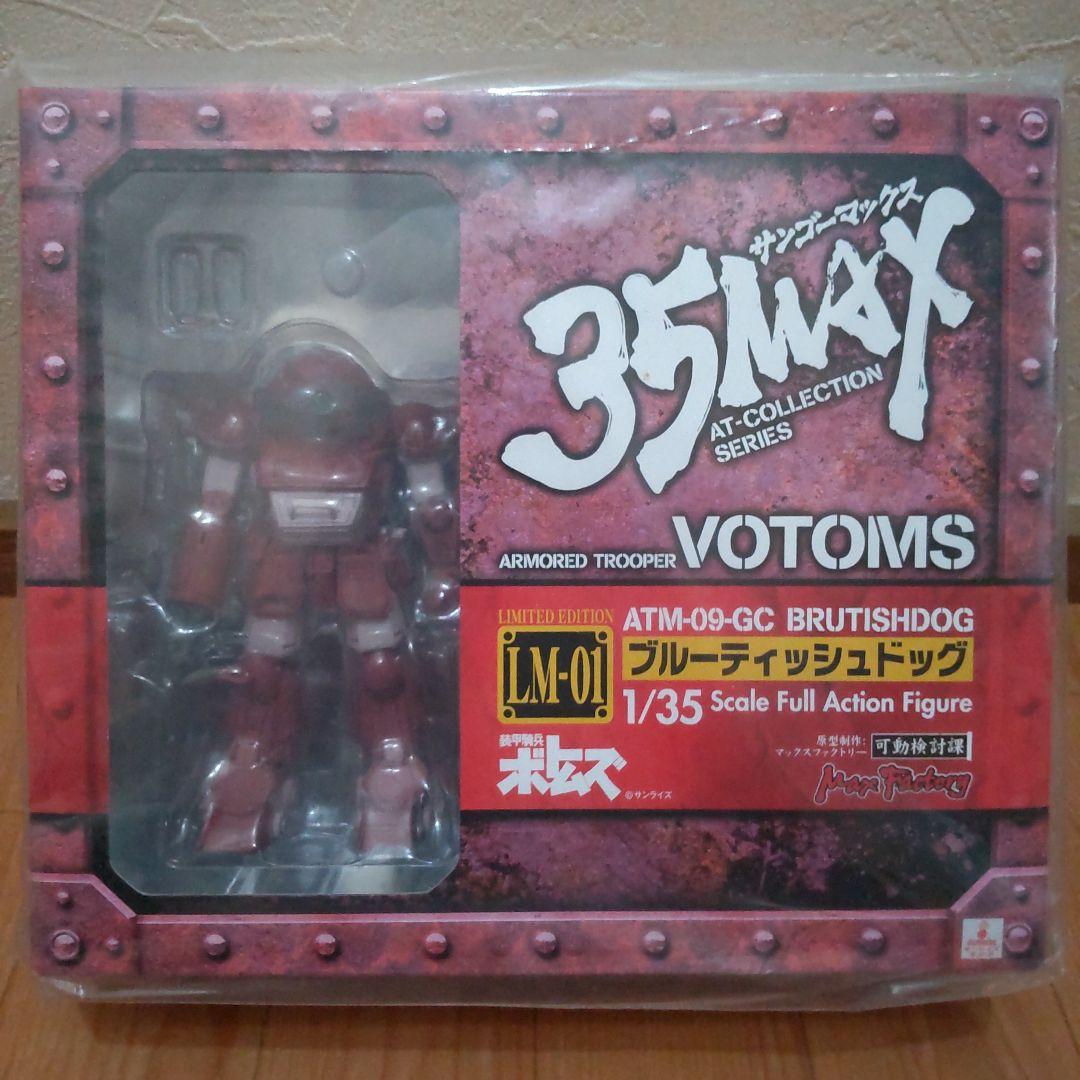 サンゴーマックス
35MAX
AT-COLLECTION
SERIES
ARMORED TROOPER VOTOMS
LIMITED EDITION
LM-01
ATM-09-GC BRUTISHDOG
ブルーティッシュドッグ
1/35 Scale Full Action Figure
装甲騎兵
ボトムズ
©サンライズ
原型制作:
マックスファクトリー
可動検討課
Max Factory